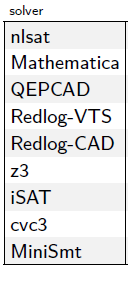 solver
nlsat
Mathematica
QEPCAD
Redlog-VTS
Redlog-CAD
z3
iSAT
cvc3
MiniSmt